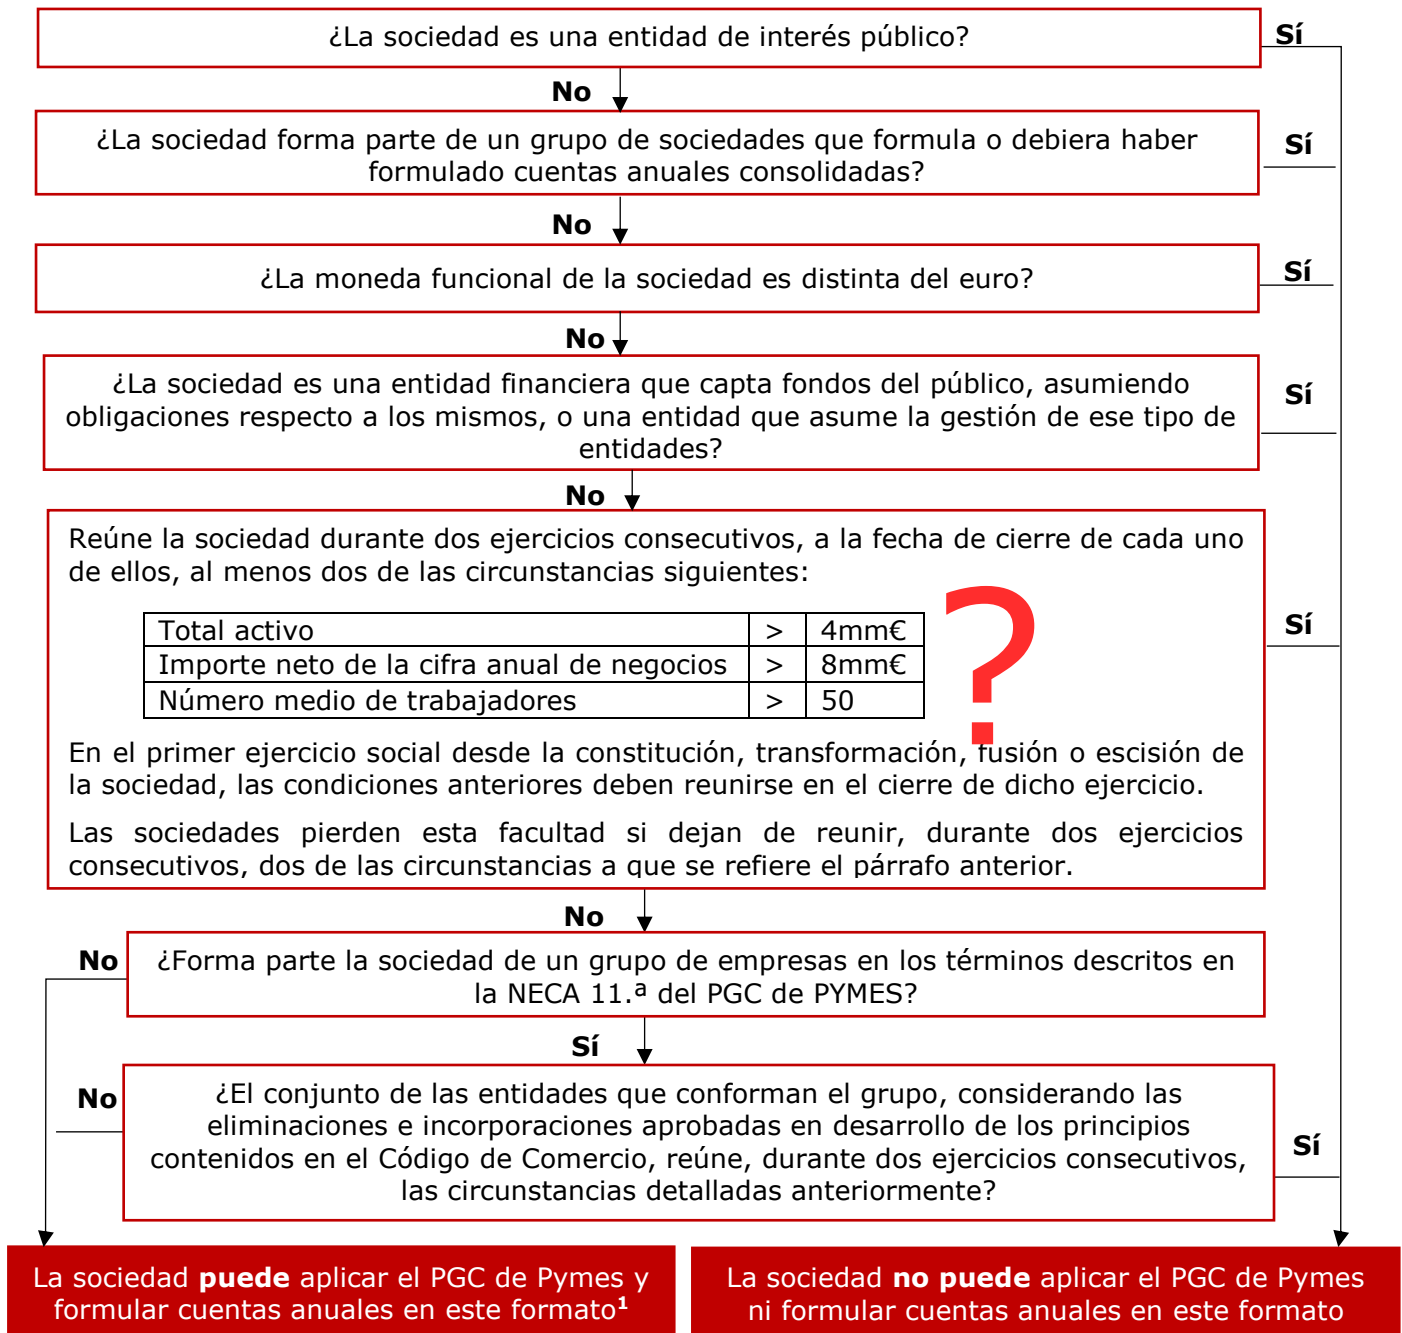 ¿La sociedad es una entidad de interés público?
Sí
No
¿La sociedad forma parte de un grupo de sociedades que formula o debiera haber
formulado cuentas anuales consolidadas?
Sí
No
¿La moneda funcional de la sociedad es distinta del euro?
Sí
No
¿La sociedad es una entidad financiera que capta fondos del público, asumiendo
obligaciones respecto a los mismos, o una entidad que asume la gestión de ese tipo de
entidades?
Sí
No
Reúne la sociedad durante dos ejercicios consecutivos, a la fecha de cierre de cada uno
de ellos, al menos dos de las circunstancias siguientes:
Total activo > 4mm€
Importe neto de la cifra anual de negocios > 8mm€
Número medio de trabajadores > 50
?
Sí
En el primer ejercicio social desde la constitución, transformación, fusión o escisión de
la sociedad, las condiciones anteriores deben reunirse en el cierre de dicho ejercicio.
Las sociedades pierden esta facultad si dejan de reunir, durante dos ejercicios
consecutivos, dos de las circunstancias a que se refiere el párrafo anterior.
No
No
¿Forma parte la sociedad de un grupo de empresas en los términos descritos en
la NECA 11.ª del PGC de PYMES?
Sí
No
¿El conjunto de las entidades que conforman el grupo, considerando las
eliminaciones e incorporaciones aprobadas en desarrollo de los principios
contenidos en el Código de Comercio, reúne, durante dos ejercicios consecutivos,
las circunstancias detalladas anteriormente?
Sí
La sociedad puede aplicar el PGC de Pymes y
formular cuentas anuales en este formato¹
La sociedad no puede aplicar el PGC de Pymes
ni formular cuentas anuales en este formato